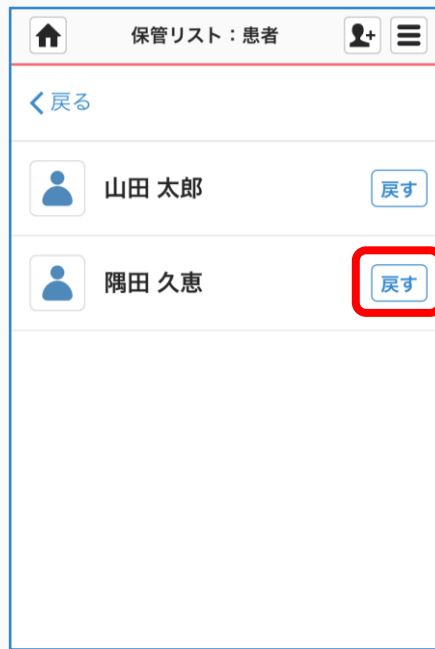 保管リスト：患者
戻る
山田 太郎
戻す
隅田 久恵
戻す